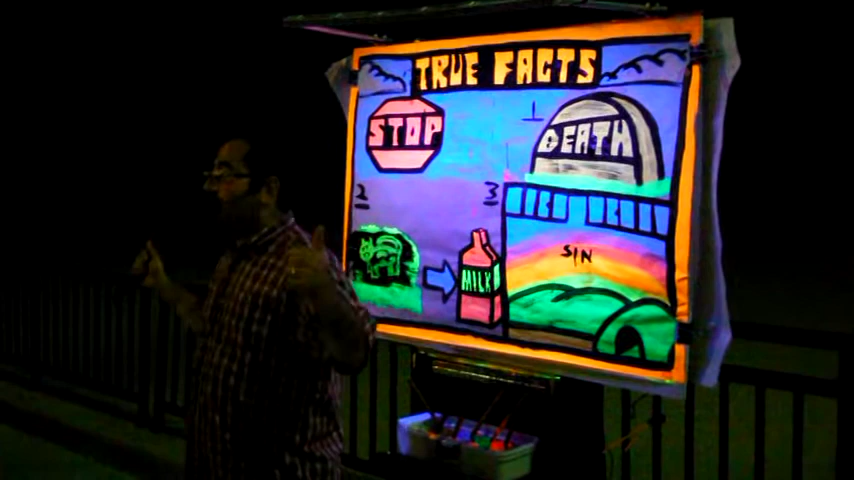 TRUE FACTS
STOP
1
DEATH
2
3
MILK
SIN